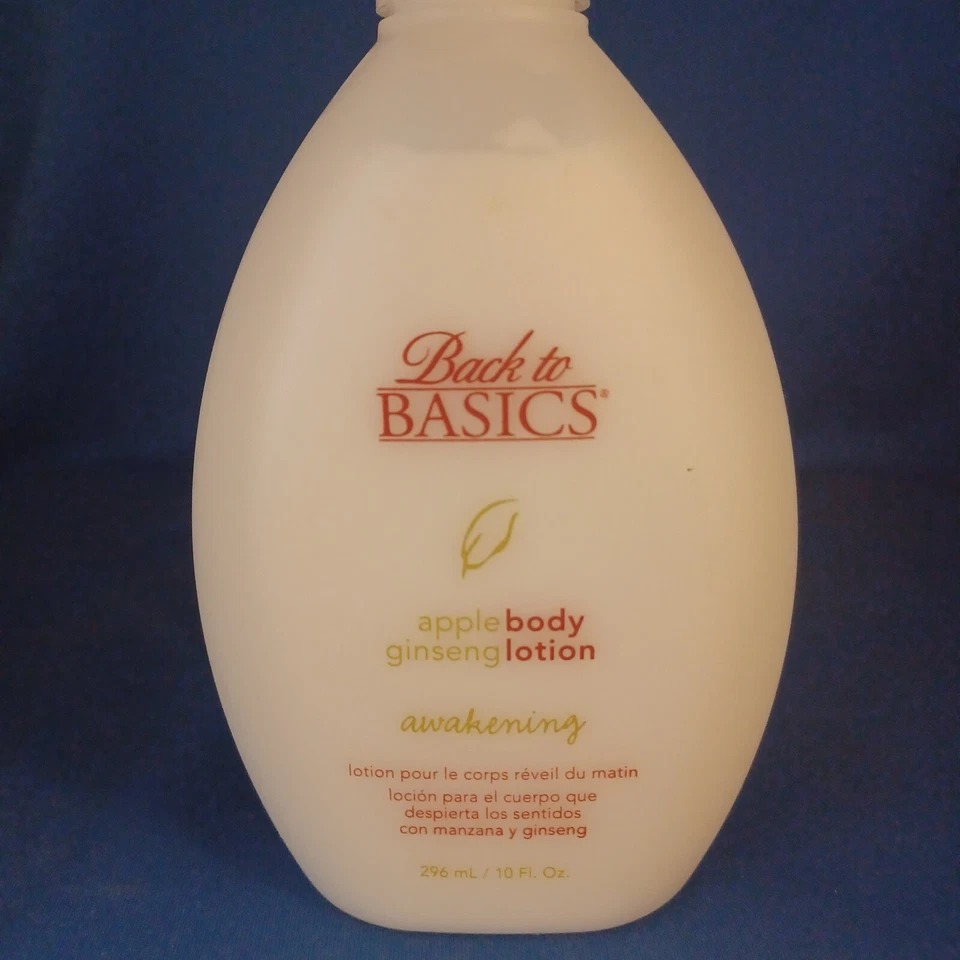 Back to
BASICS®
apple body
ginseng lotion
awakening
lotion pour le corps réveil du matin
loción para el cuerpo que
despierta los sentidos
con manzana y ginseng
296 mL / 10 Fl. Oz.